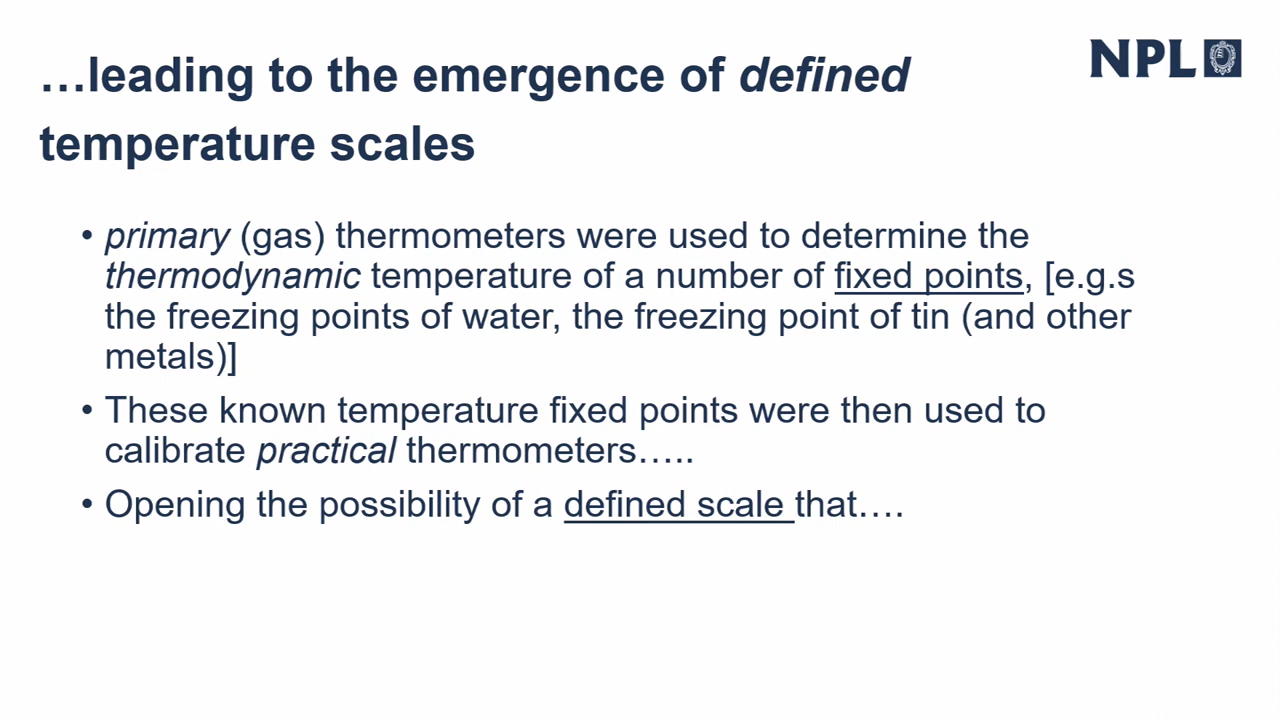 …leading to the emergence of defined
NPL
temperature scales
• primary (gas) thermometers were used to determine the
thermodynamic temperature of a number of fixed points, [e.g.s
the freezing points of water, the freezing point of tin (and other
metals)]
• These known temperature fixed points were then used to
calibrate practical thermometers…..
• Opening the possibility of a defined scale that….